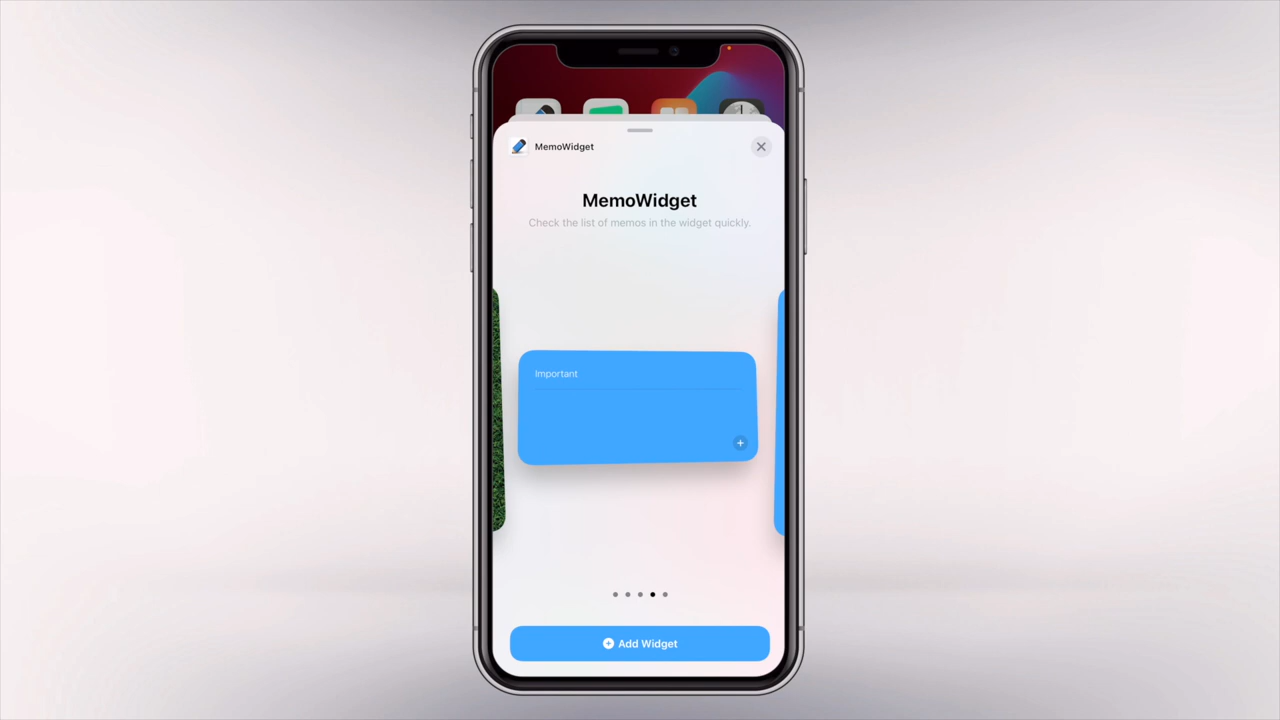 MemoWidget
MemoWidget
Check the list of memos in the widget quickly.
Important
Add Widget